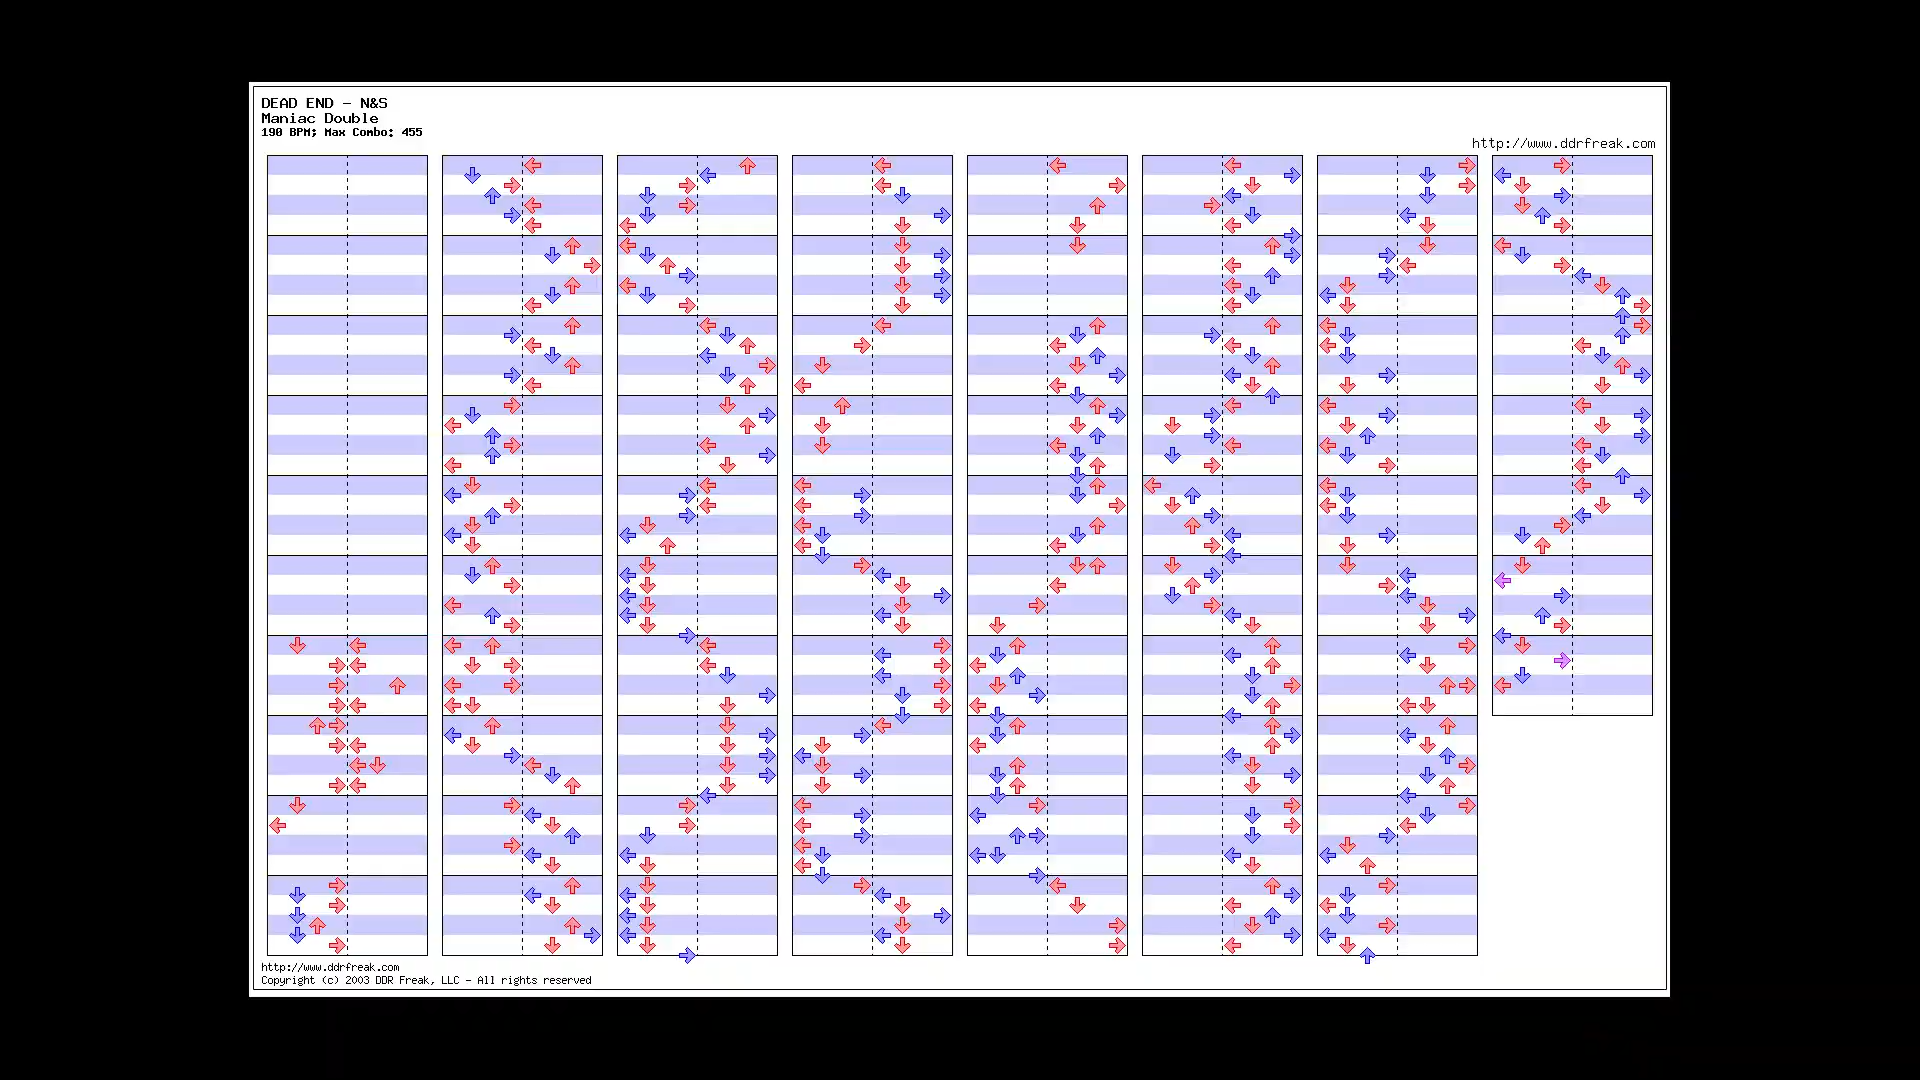 DEAD END - N&S
Maniac Double
190 BPM; Max Combo: 455
http://www.ddrfreak.com
http://www.ddrfreak.com
Copyright (c) 2003 DDR Freak, LLC - All rights reserved